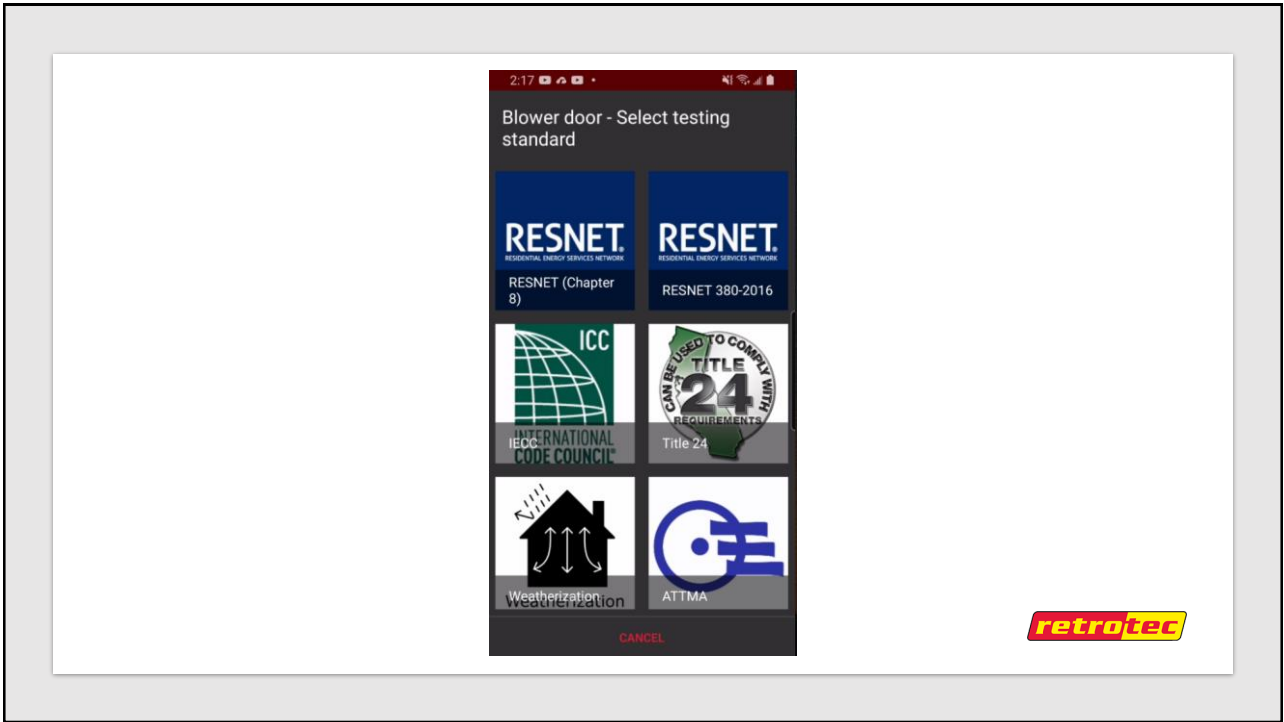 2:17
Blower door - Select testing
standard
RESNET.
RESIDENTIAL ENERGY SERVICES NETWORK
RESNET (Chapter
8)
RESNET.
RESIDENTIAL ENERGY SERVICES NETWORK
RESNET 380-2016
ICC
INTERNATIONAL
CODE COUNCIL®
IECC
CAN BE USED TO COMPLY WITH
TITLE
24
REQUIREMENTS
Title 24
Weatherization
Weatherization
ATTMA
CANCEL
retrotec